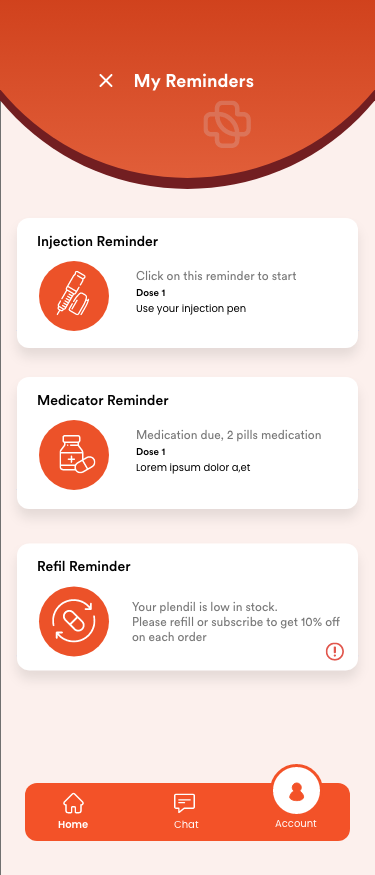 My Reminders
Injection Reminder
Click on this reminder to start
Dose 1
Use your injection pen
Medicator Reminder
Medication due, 2 pills medication
Dose 1
Lorem ipsum dolor a,et
Refil Reminder
Your plendil is low in stock.
Please refill or subscribe to get 10% off
on each order
Home
Chat
Account